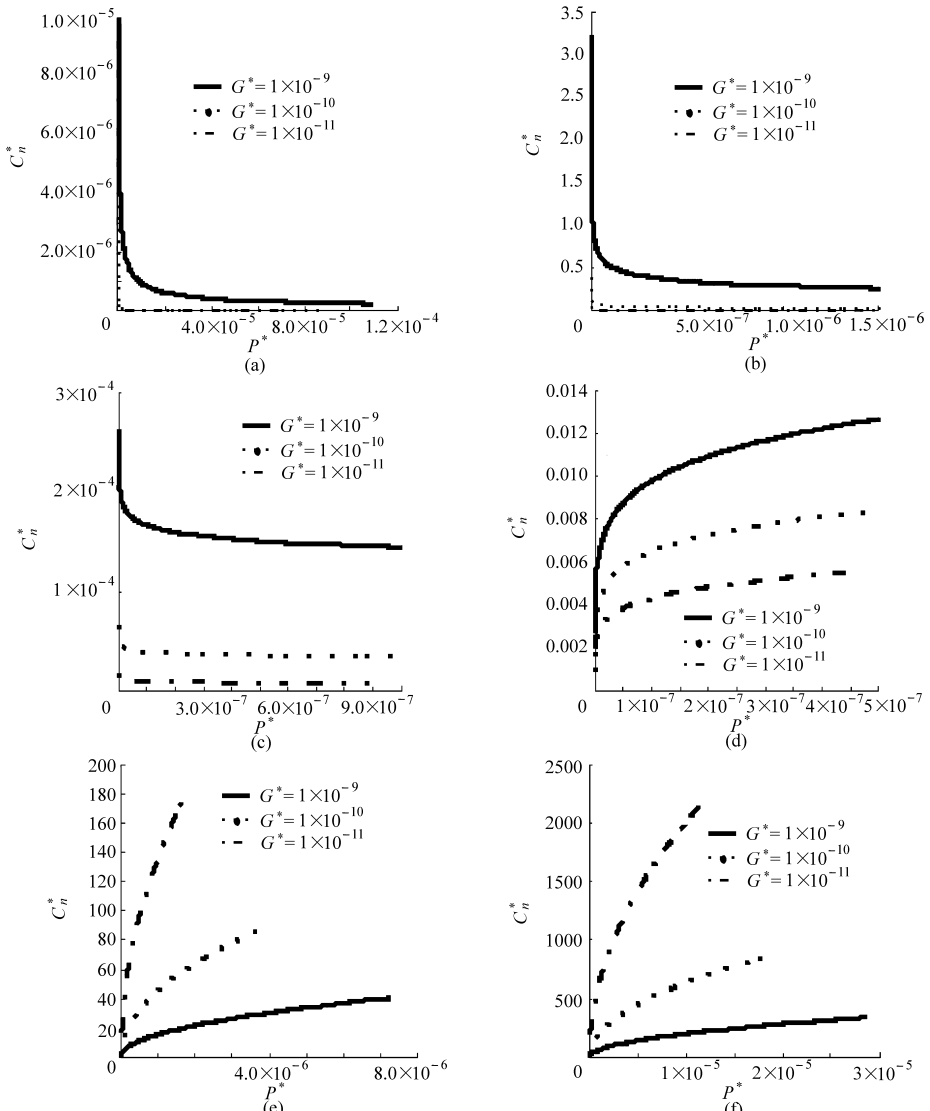 1.0×10⁻⁵
8.0×10⁻⁶
6.0×10⁻⁶
4.0×10⁻⁶
2.0×10⁻⁶
C*ₙ
G*=1×10⁻⁹
G*=1×10⁻¹⁰
G*=1×10⁻¹¹
0 4.0×10⁻⁵ 8.0×10⁻⁵ 1.2×10⁻⁴
P*
(a)
3.5
3.0
2.5
2.0
1.5
1.0
0.5
C*ₙ
G*=1×10⁻⁹
G*=1×10⁻¹⁰
G*=1×10⁻¹¹
0 5.0×10⁻⁷ 1.0×10⁻⁶ 1.5×10⁻⁶
P*
(b)
3×10⁻⁴
2×10⁻⁴
1×10⁻⁴
C*ₙ
G*=1×10⁻⁹
G*=1×10⁻¹⁰
G*=1×10⁻¹¹
0 3.0×10⁻⁷ 6.0×10⁻⁷ 9.0×10⁻⁷
P*
(c)
0.014
0.012
0.010
0.008
0.006
0.004
0.002
C*ₙ
G*=1×10⁻⁹
G*=1×10⁻¹⁰
G*=1×10⁻¹¹
0 1×10⁻⁷ 2×10⁻⁷ 3×10⁻⁷ 4×10⁻⁷ 5×10⁻⁷
P*
(d)
200
180
160
140
120
100
80
60
40
20
0
C*ₙ
G*=1×10⁻⁹
G*=1×10⁻¹⁰
G*=1×10⁻¹¹
0 4.0×10⁻⁶ 8.0×10⁻⁶
P*
(e)
2500
2000
1500
1000
500
0
C*ₙ
G*=1×10⁻⁹
G*=1×10⁻¹⁰
G*=1×10⁻¹¹
0 1×10⁻⁵ 2×10⁻⁵ 3×10⁻⁵
P*
(f)